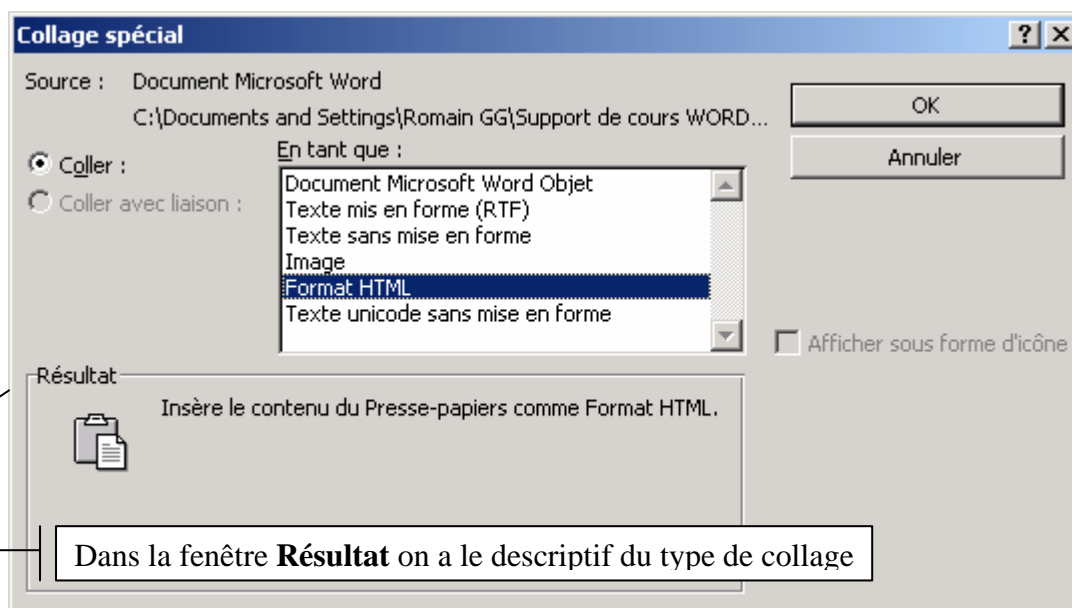 Collage spécial
Source : Document Microsoft Word
C:\Documents and Settings\Romain GG\Support de cours WORD...
OK
Annuler
Coller :
Coller avec liaison :
En tant que :
Document Microsoft Word Objet
Texte mis en forme (RTF)
Texte sans mise en forme
Image
Format HTML
Texte unicode sans mise en forme
Afficher sous forme d'icône
Résultat
Insère le contenu du Presse-papiers comme Format HTML.
Dans la fenêtre Résultat on a le descriptif du type de collage